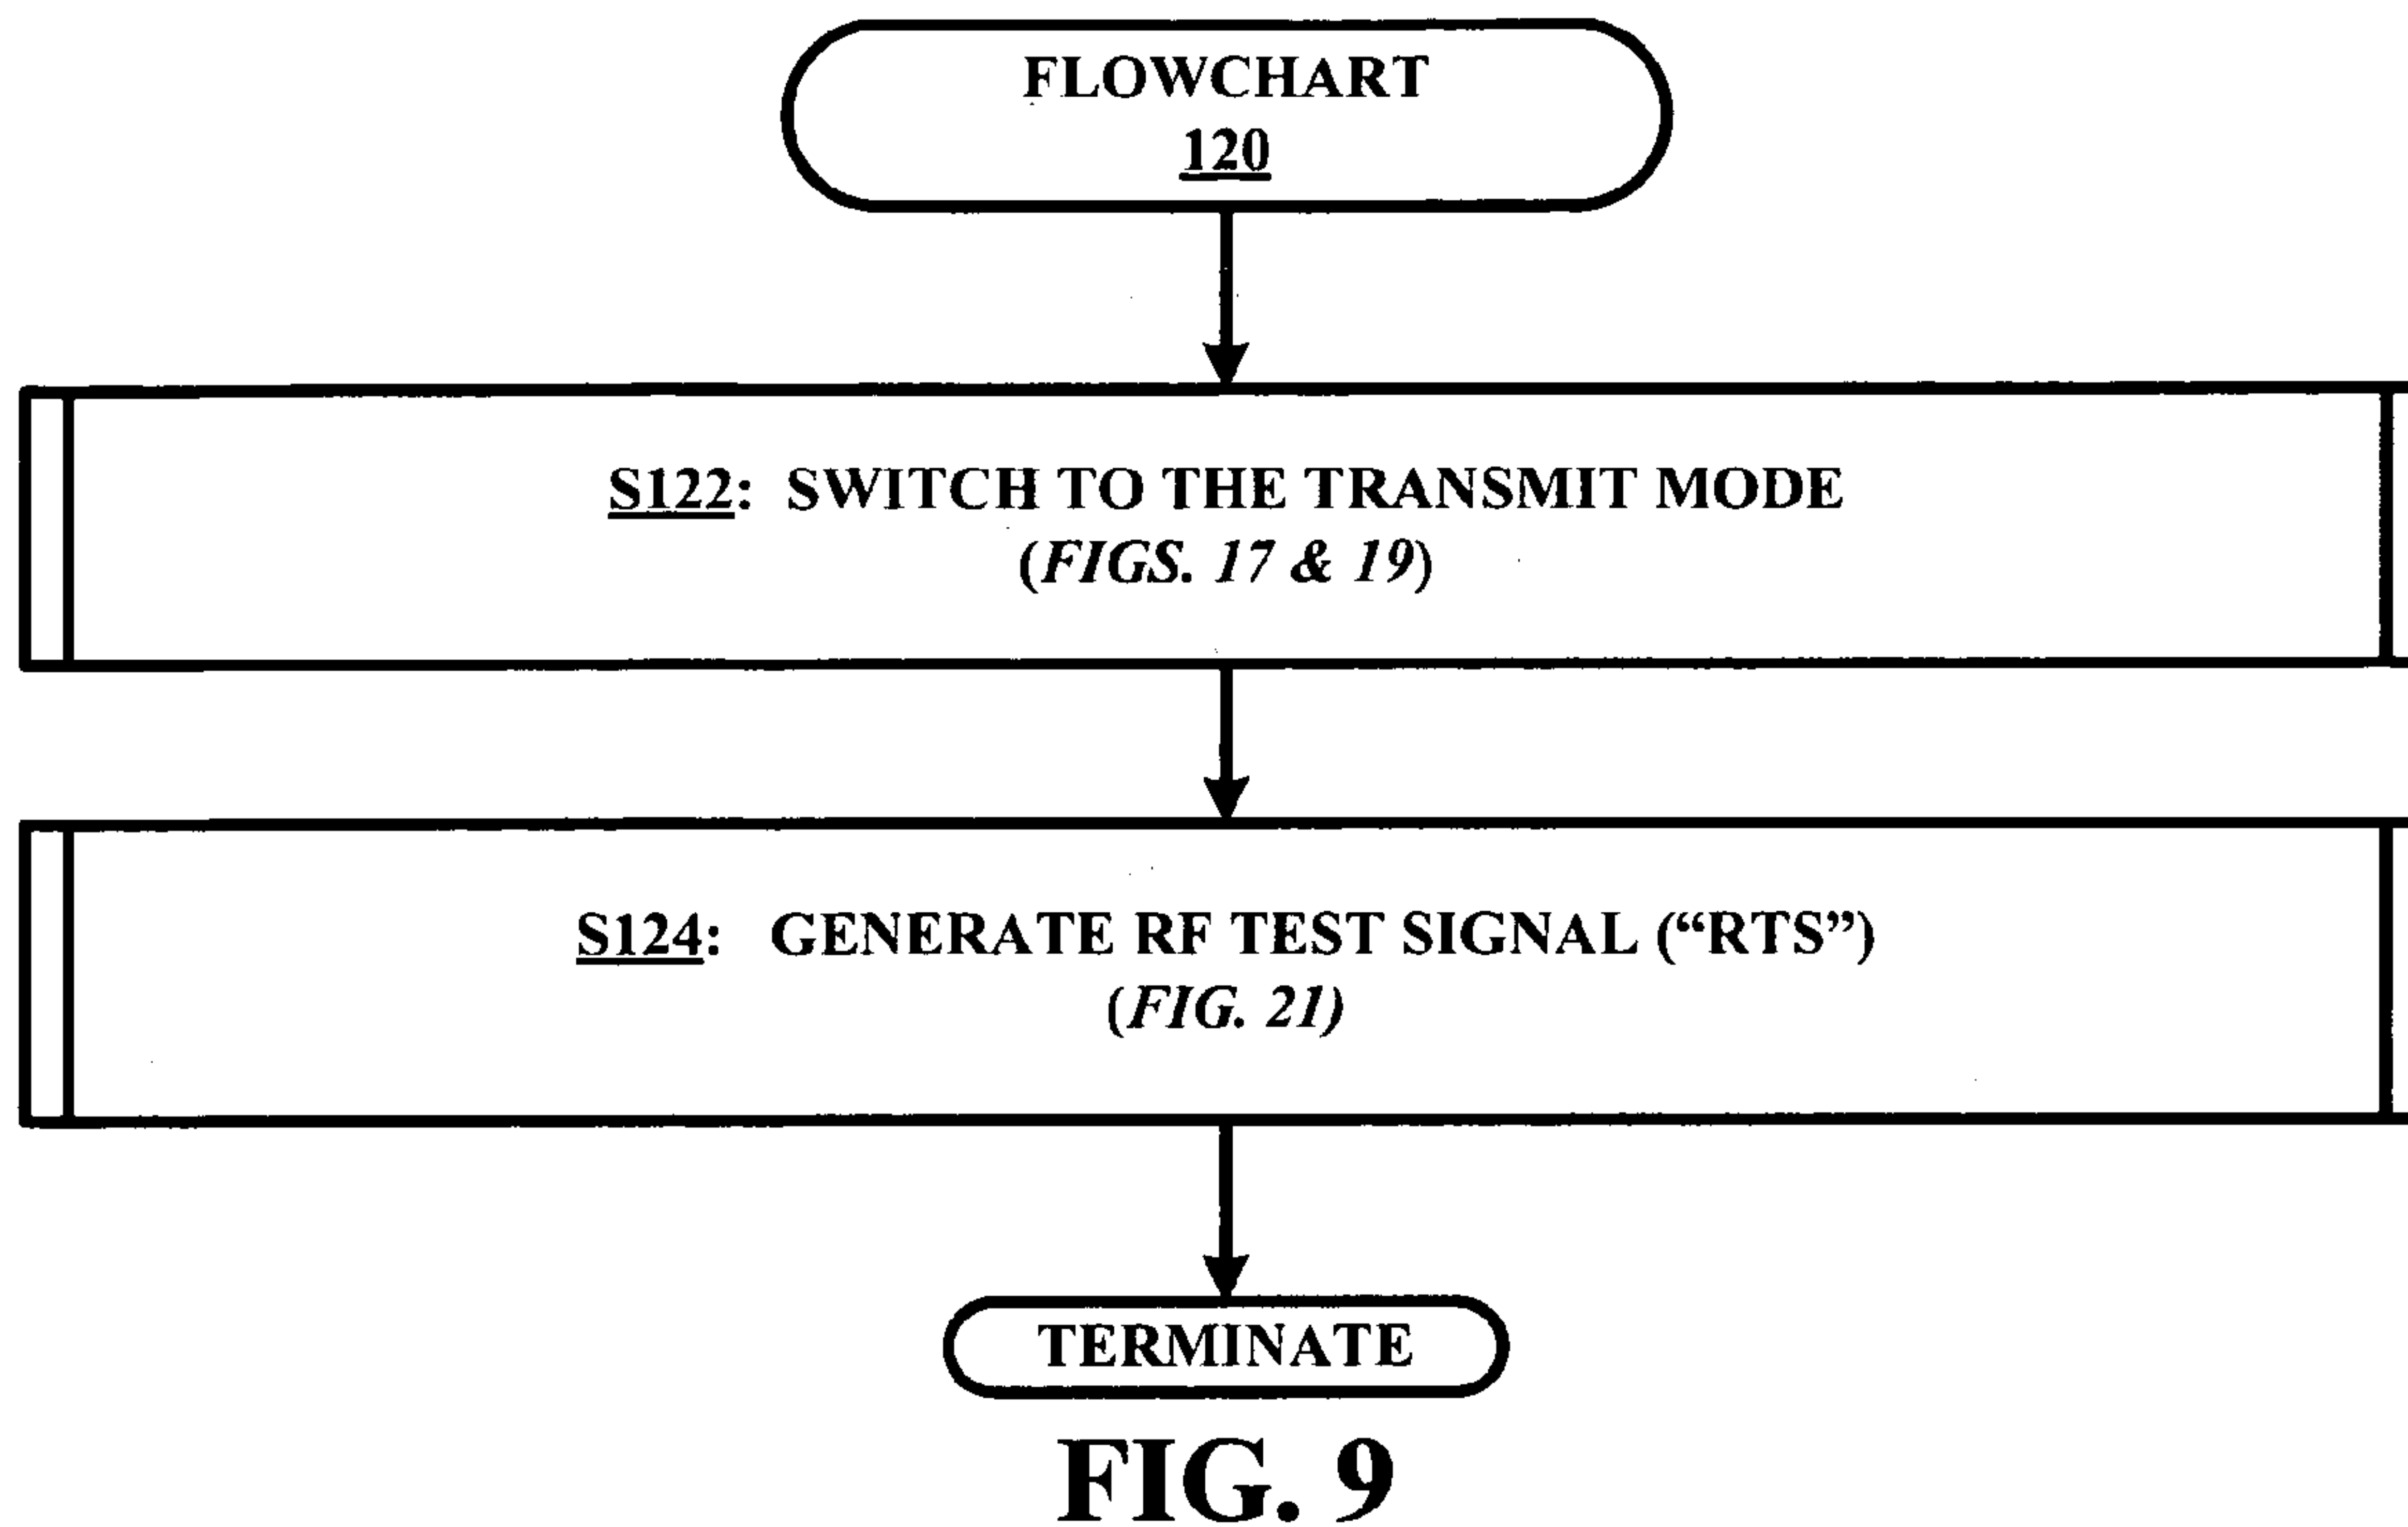 FLOWCHART
120
S122: SWITCH TO THE TRANSMIT MODE
(FIGS. 17 & 19)
S124: GENERATE RF TEST SIGNAL (“RTS”)
(FIG. 21)
TERMINATE
FIG. 9